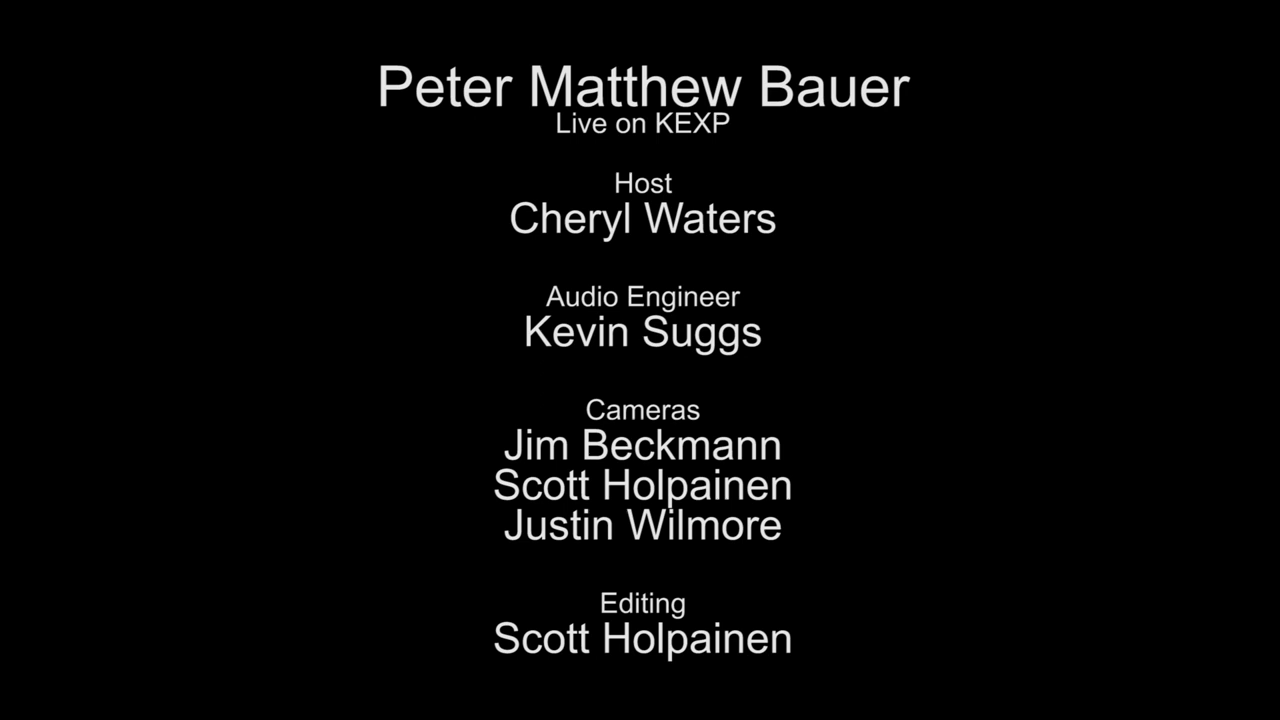 Peter Matthew Bauer
Live on KEXP
Host
Cheryl Waters
Audio Engineer
Kevin Suggs
Cameras
Jim Beckmann
Scott Holpainen
Justin Wilmore
Editing
Scott Holpainen